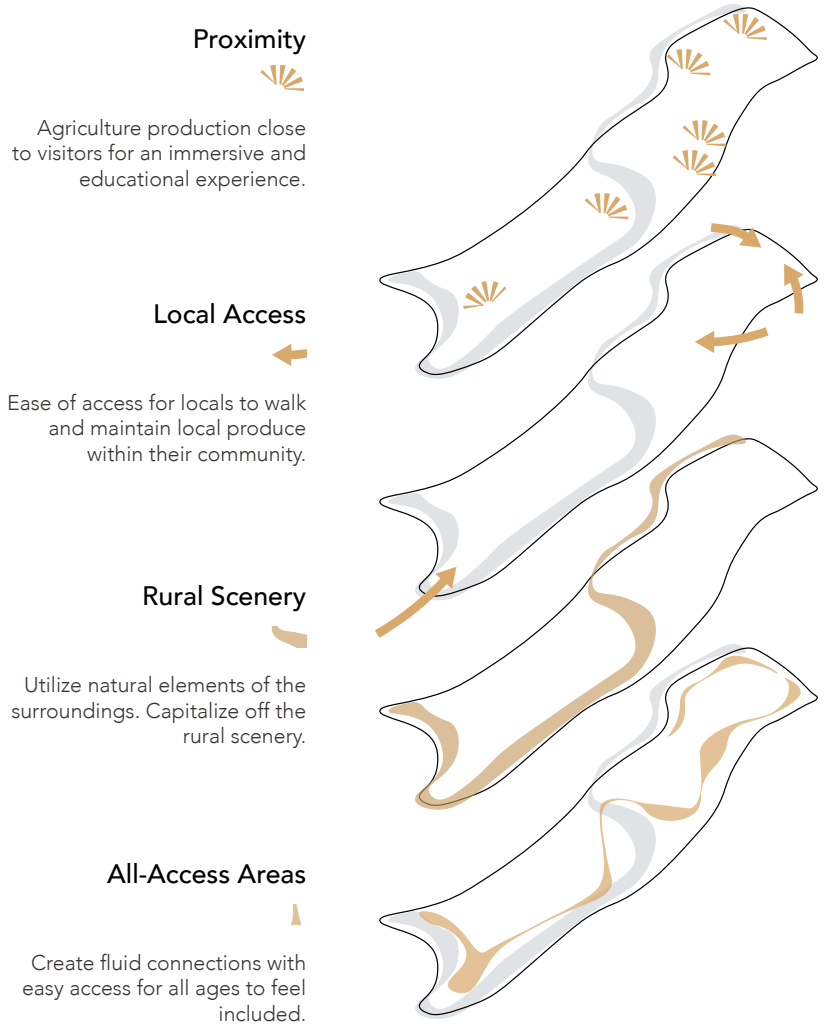 Proximity
Agriculture production close
to visitors for an immersive and
educational experience.
Local Access
Ease of access for locals to walk
and maintain local produce
within their community.
Rural Scenery
Utilize natural elements of the
surroundings. Capitalize off the
rural scenery.
All-Access Areas
Create fluid connections with
easy access for all ages to feel
included.